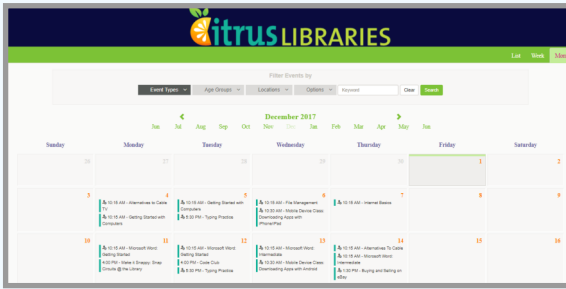 Citrus LIBRARIES
List Week
Filter Events by
Event Types Age Groups Locations Options Keyword Clear Search
December 2017
Jun Jul Aug Sep Oct Nov Dec Jan Feb Mar Apr May Jun
Sunday Monday Tuesday Wednesday Thursday Friday Saturday
26 27 28 29 30 1 2
3 4 5 6 7 8 9
10:15 AM - Alternatives to Cable
TV
10:15 AM - Getting Started with
Computers
10:15 AM - Getting Started with
Computers
5:30 PM - Typing Practice
10:15 AM - File Management
10:30 AM - Mobile Device Class:
Downloading Apps with
iPhone/iPad
10:15 AM - Internet Basics
10 11 12 13 14 15 16
10:15 AM - Microsoft Word:
Getting Started
4:00 PM - Make it Snappy: Snap
Circuits @ the Library
10:15 AM - Microsoft Word:
Getting Started
4:00 PM - Code Club
5:30 PM - Typing Practice
10:15 AM - Microsoft Word:
Intermediate
10:30 AM - Mobile Device Class:
Downloading Apps with Android
10:15 AM - Alternatives To Cable
10:15 AM - Microsoft Word:
Intermediate
1:00 PM - Buying and Selling on
eBay